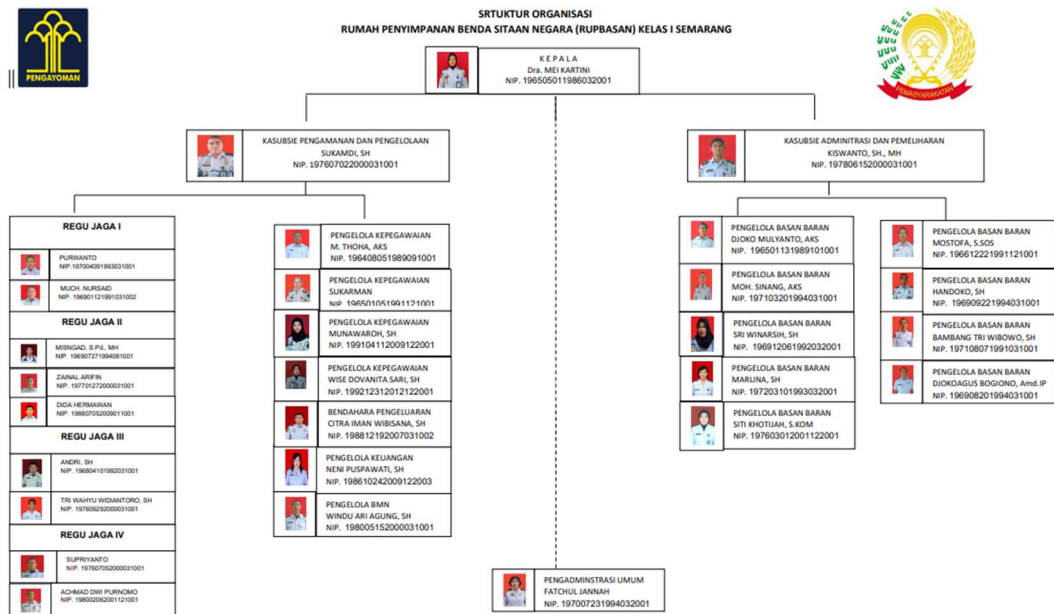 SRTUKTUR ORGANISASI
RUMAH PENYIMPANAN BENDA SITAAN NEGARA (RUPBASAN) KELAS I SEMARANG
PENGAYOMAN
PEMASYARAKATAN
K E P A L A
Dra. MEI KARTINI
NIP. 196505011986032001
KASUBSIE PENGAMANAN DAN PENGELOLAAN
SUKAMDI, SH
NIP. 197607022000031001
KASUBSIE ADMINITRASI DAN PEMELIHARAN
KISWANTO, SH., MH
NIP. 197806152000031001
REGU JAGA I
PURWANTO
NIP.197004091993031001
MUCH. NURSAID
NIP. 196901121991031002
REGU JAGA II
MISNGAD, S.Pd., MH
NIP. 196907271994081001
ZAINAL ARIFIN
NIP. 197701272000031001
DIDA HERMAWAN
NIP. 198807052009011001
REGU JAGA III
ANDRI, SH
NIP. 196804101992031001
TRI WAHYU WIDIANTORO, SH
NIP. 197809292000031001
REGU JAGA IV
SUPRIYANTO
NIP. 197607052000031001
ACHMAD DWI PURNOMO
NIP. 198002062001121001
PENGELOLA KEPEGAWAIAN
M. THOHA, AKS
NIP. 196408051989091001
PENGELOLA KEPEGAWAIAN
SUKARMAN
NIP. 196501051991121001
PENGELOLA KEPEGAWAIAN
MUNAWAROH, SH
NIP. 199104112009122001
PENGELOLA KEPEGAWAIAN
WISE DOVANITA SARI, SH
NIP. 199212312012122001
BENDAHARA PENGELUARAN
CITRA IMAN WIBISANA, SH
NIP. 198812192007031002
PENGELOLA KEUANGAN
NENI PUSPAWATI, SH
NIP. 198610242009122003
PENGELOLA BMN
WINDU ARI AGUNG, SH
NIP. 198005152000031001
PENGELOLA BASAN BARAN
DJOKO MULYANTO, AKS
NIP. 196501131989101001
PENGELOLA BASAN BARAN
MOH. SINANG, AKS
NIP. 197103201994031001
PENGELOLA BASAN BARAN
SRI WINARSIH, SH
NIP. 196912061992032001
PENGELOLA BASAN BARAN
MARLINA, SH
NIP. 197203101993032001
PENGELOLA BASAN BARAN
SITI KHOTIJAH, S.KOM
NIP. 197603012001122001
PENGELOLA BASAN BARAN
MOSTOFA, S.SOS
NIP. 196612221991121001
PENGELOLA BASAN BARAN
HANDOKO, SH
NIP. 196909221994031001
PENGELOLA BASAN BARAN
BAMBANG TRI WIBOWO, SH
NIP. 197108071991031001
PENGELOLA BASAN BARAN
DJOKOAGUS BOGIONO, Amd.IP
NIP. 196908201994031001
PENGADMINSTRASI UMUM
FATCHUL JANNAH
NIP. 197007231994032001